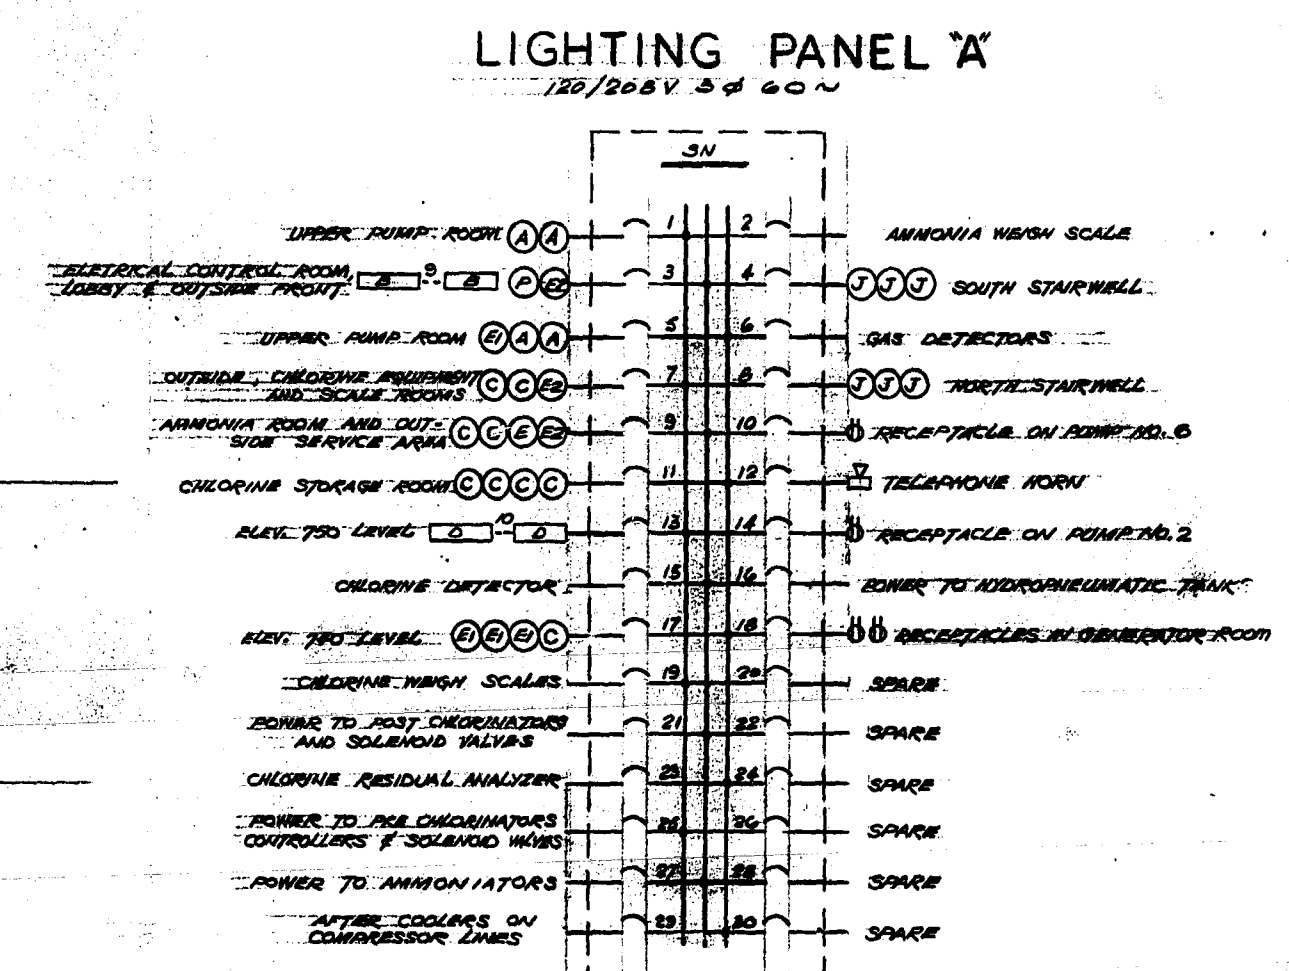 LIGHTING PANEL "A"
120/208V 3φ 60~
SN
UPPER PUMP ROOM A A 1 2 AMMONIA WEIGH SCALE
ELETRICAL CONTROL ROOM,
LOBBY & OUTSIDE FRONT B 9 B P E2 3 4 J J J SOUTH STAIRWELL
UPPER PUMP ROOM E1 A A 5 6 GAS DETECTORS
OUTSIDE, CHLORINE EQUIPMENT
AND SCALE ROOMS C C E2 7 8 J J J NORTH STAIRWELL
AMMONIA ROOM AND OUT-
SIDE SERVICE AREA C C E E2 9 10 RECEPTACLE ON PUMP NO. 6
CHLORINE STORAGE ROOM C C C C 11 12 TELEPHONE HORN
ELEV. 750 LEVEL D 10 D 13 14 RECEPTACLE ON PUMP NO. 2
CHLORINE DETECTOR 15 16 POWER TO HYDROPNEUMATIC TANK
ELEV. 740 LEVEL E1 E1 E1 C 17 18 RECEPTACLES IN GENERATOR ROOM
CHLORINE WEIGH SCALES 19 20 SPARE
POWER TO POST CHLORINATORS
AND SOLENOID VALVES 21 22 SPARE
CHLORINE RESIDUAL ANALYZER 23 24 SPARE
POWER TO PRE CHLORINATORS
CONTROLLERS & SOLENOID VALVES 25 26 SPARE
POWER TO AMMONIATORS 27 28 SPARE
AFTER COOLERS ON
COMPRESSOR LINES 29 30 SPARE